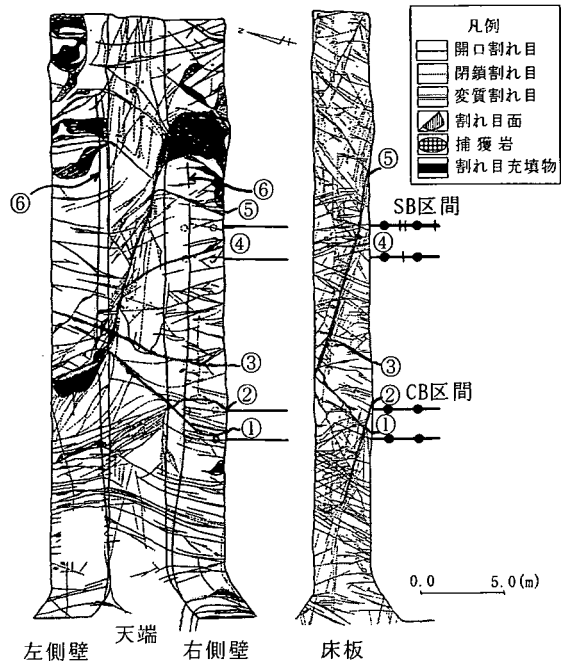 凡例
開口割れ目
閉鎖割れ目
変質割れ目
割れ目面
捕獲岩
割れ目充填物
N
⑥
⑥
⑤
④
③
②
①
⑤
SB区間
④
③
②
CB区間
①
0.0 5.0(m)
左側壁
天端
右側壁
床板